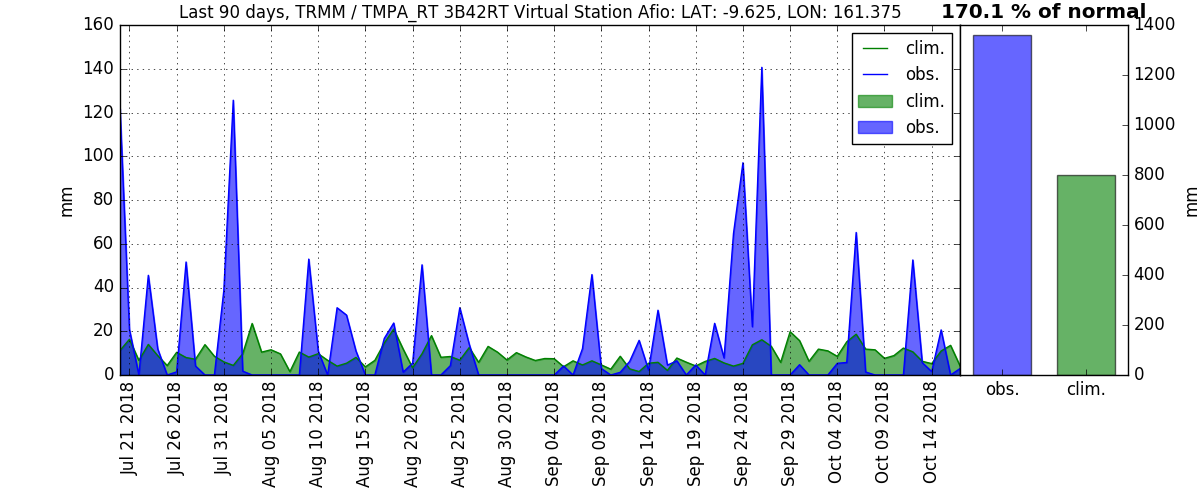 Last 90 days, TRMM / TMPA_RT 3B42RT Virtual Station Afio: LAT: -9.625, LON: 161.375
170.1 % of normal
160
140
120
100
80
60
40
20
0
mm
clim.
obs.
clim.
obs.
Jul 21 2018
Jul 26 2018
Jul 31 2018
Aug 05 2018
Aug 10 2018
Aug 15 2018
Aug 20 2018
Aug 25 2018
Aug 30 2018
Sep 04 2018
Sep 09 2018
Sep 14 2018
Sep 19 2018
Sep 24 2018
Sep 29 2018
Oct 04 2018
Oct 09 2018
Oct 14 2018
1400
1200
1000
800
600
400
200
0
mm
obs.
clim.